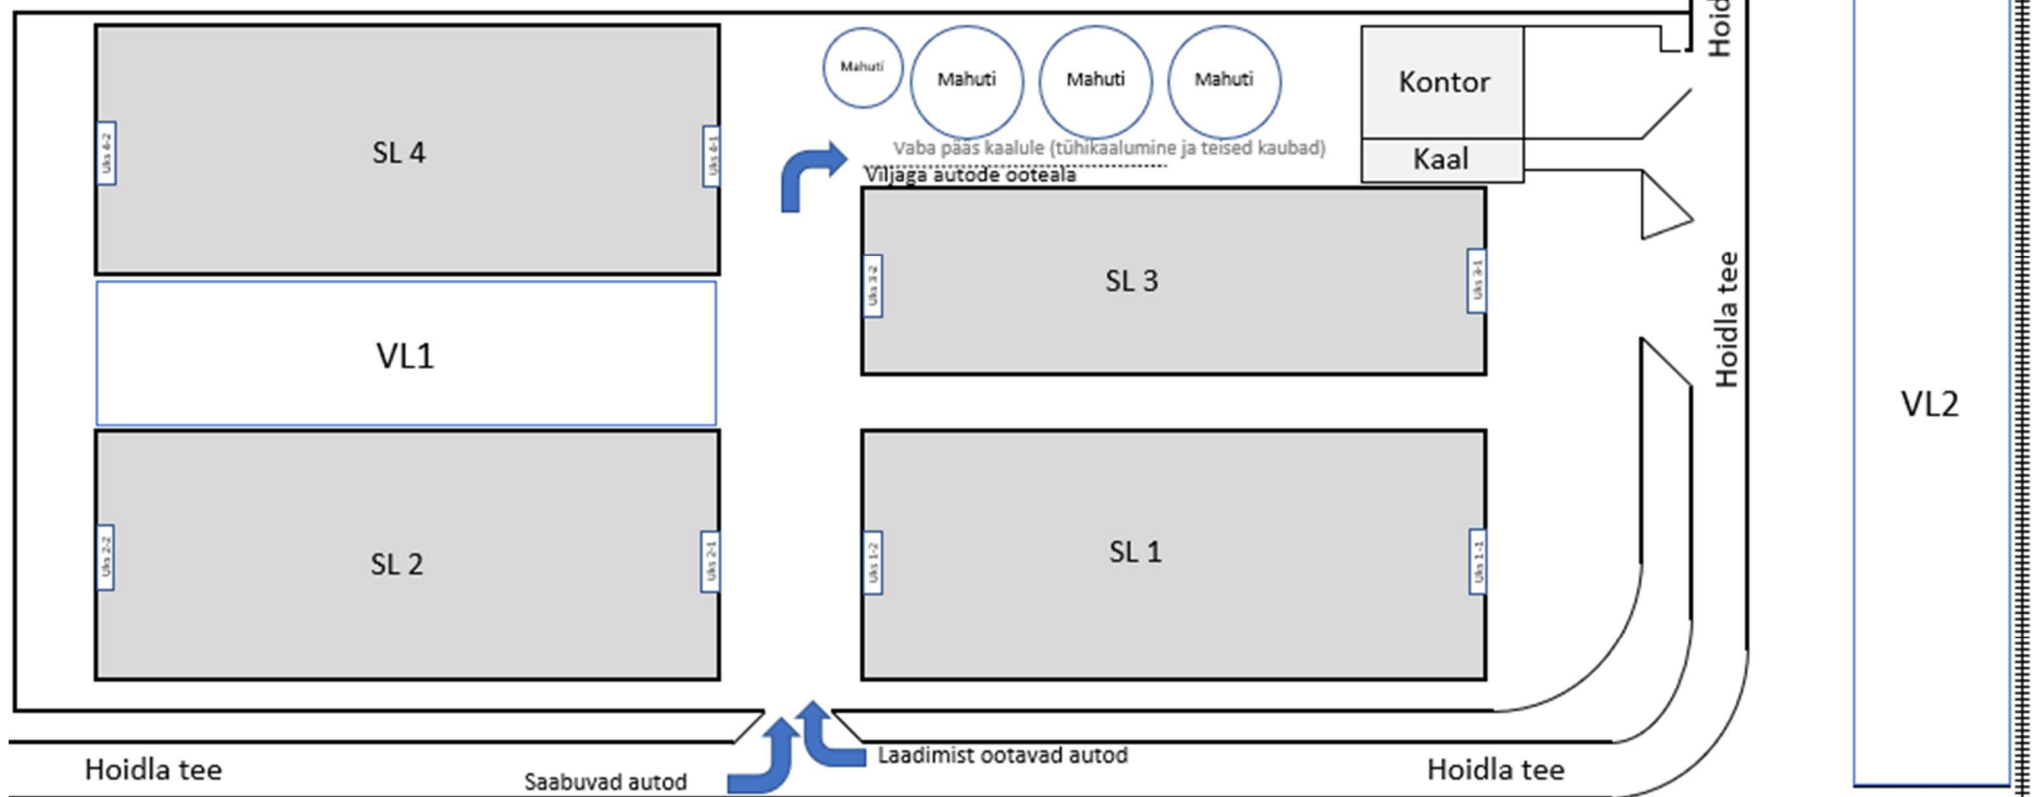 Hoid
Mahuti
Mahuti
Mahuti
Mahuti
Kontor
Uks 4-2
SL 4
Uks 4-1
Vaba pääs kaalule (tühikaalumine ja teised kaubad)
Kaal
Viljaga autode ooteala
Uks 3-2
SL 3
Uks 3-1
Hoidla tee
VL1
VL2
Uks 2-2
SL 2
Uks 2-1
Uks 1-2
SL 1
Uks 1-1
Laadimist ootavad autod
Hoidla tee
Saabuvad autod
Hoidla tee